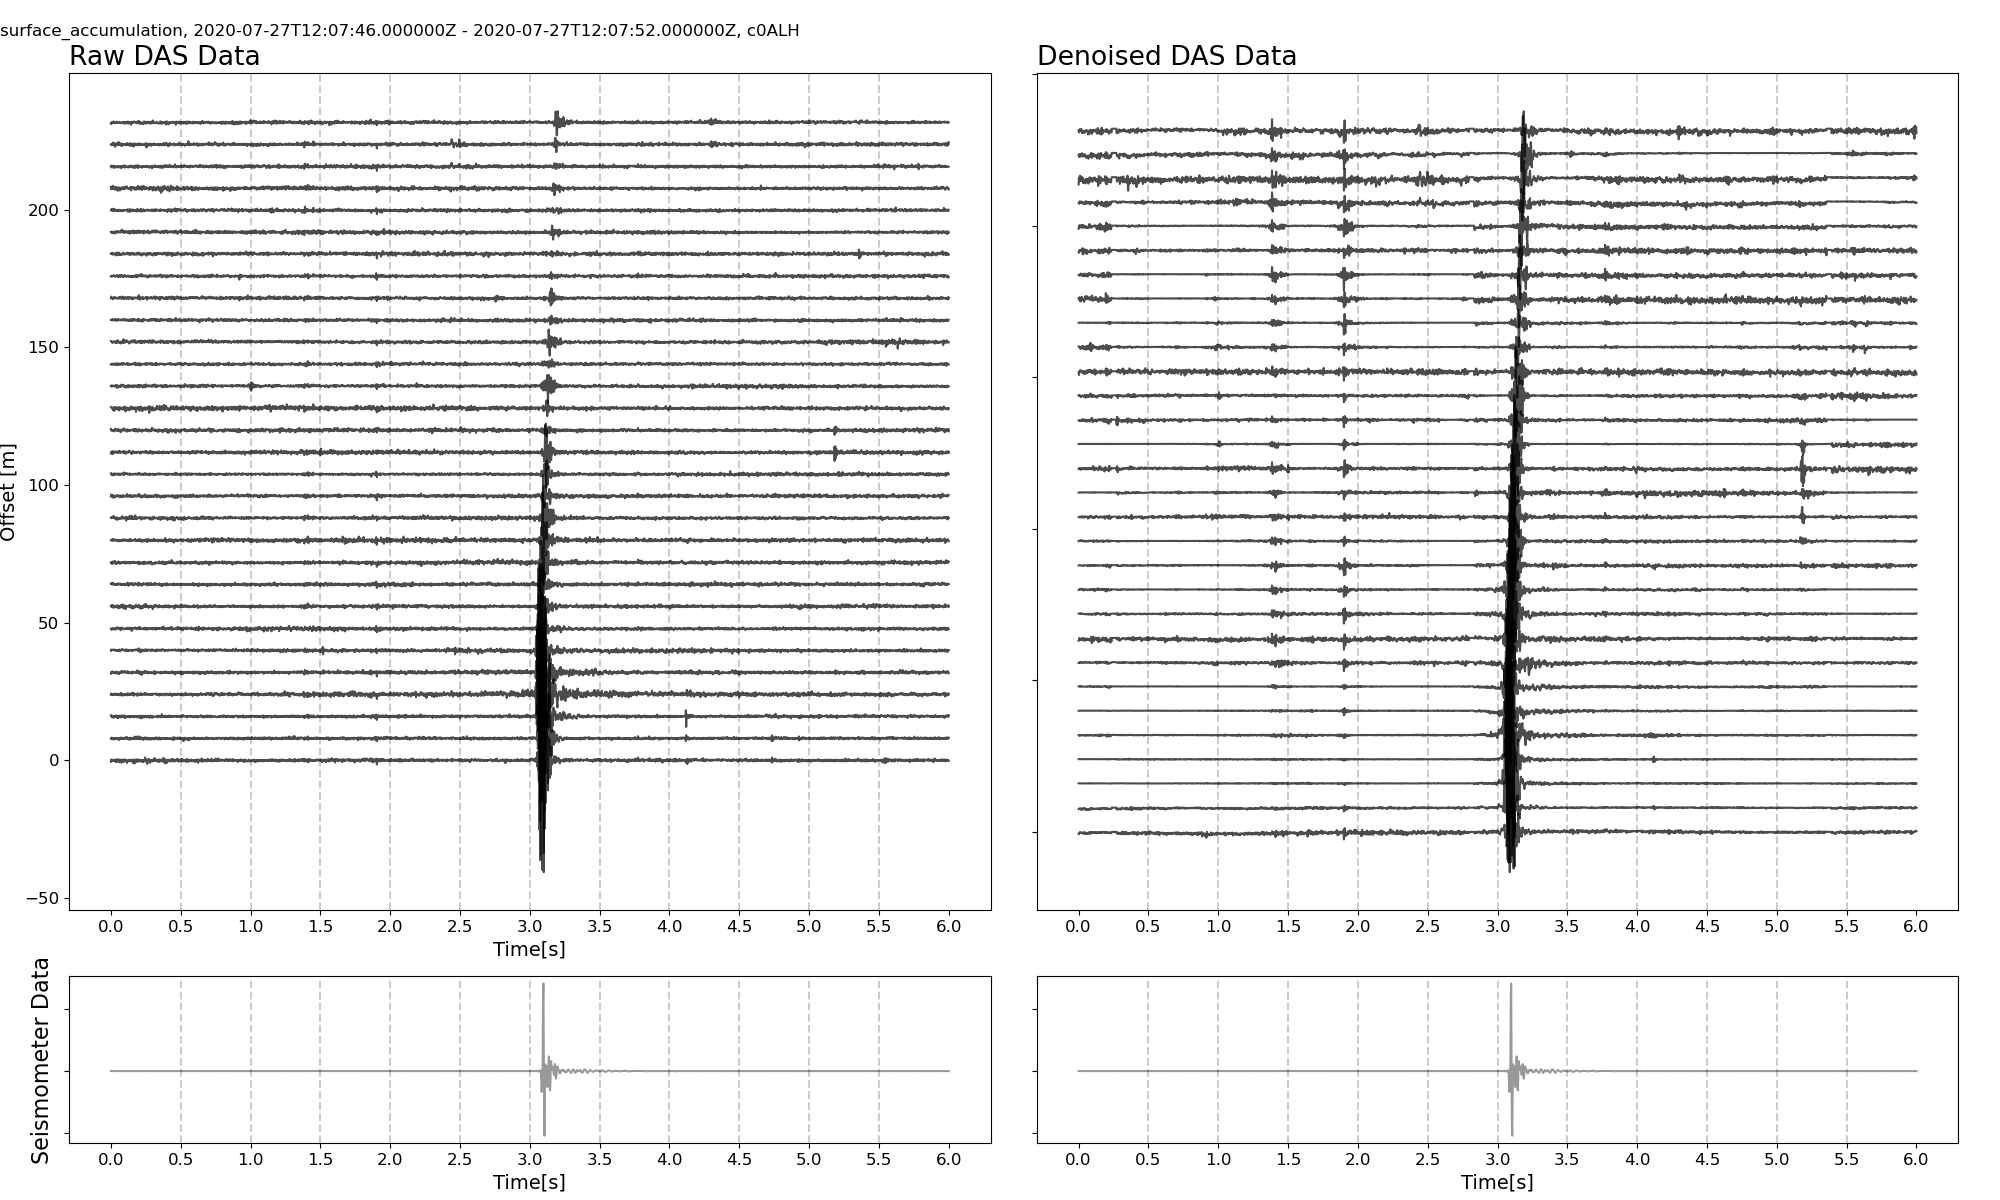 surface_accumulation, 2020-07-27T12:07:46.000000Z - 2020-07-27T12:07:52.000000Z, c0ALH
Raw DAS Data
Denoised DAS Data
Offset [m]
200
150
100
50
0
−50
0.0 0.5 1.0 1.5 2.0 2.5 3.0 3.5 4.0 4.5 5.0 5.5 6.0
Time[s]
0.0 0.5 1.0 1.5 2.0 2.5 3.0 3.5 4.0 4.5 5.0 5.5 6.0
Seismometer Data
0.0 0.5 1.0 1.5 2.0 2.5 3.0 3.5 4.0 4.5 5.0 5.5 6.0
Time[s]
0.0 0.5 1.0 1.5 2.0 2.5 3.0 3.5 4.0 4.5 5.0 5.5 6.0
Time[s]